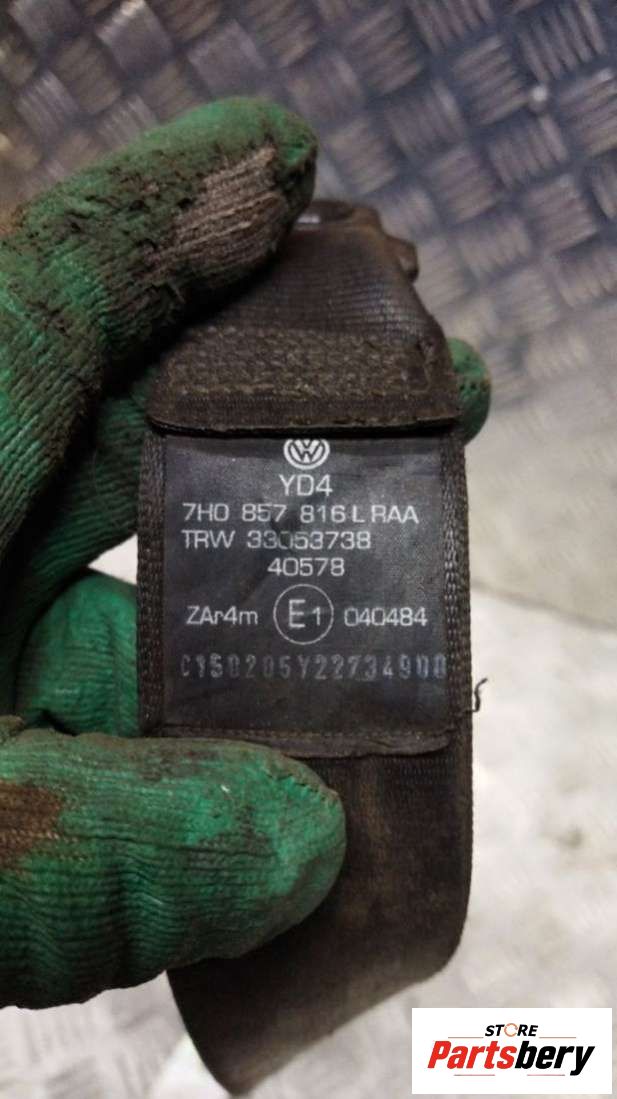 YD4
7H0 857 816 L RAA
TRW 33053738
40578
ZAr4m E1 040484
C150205Y22734900
STORE
Partsbery